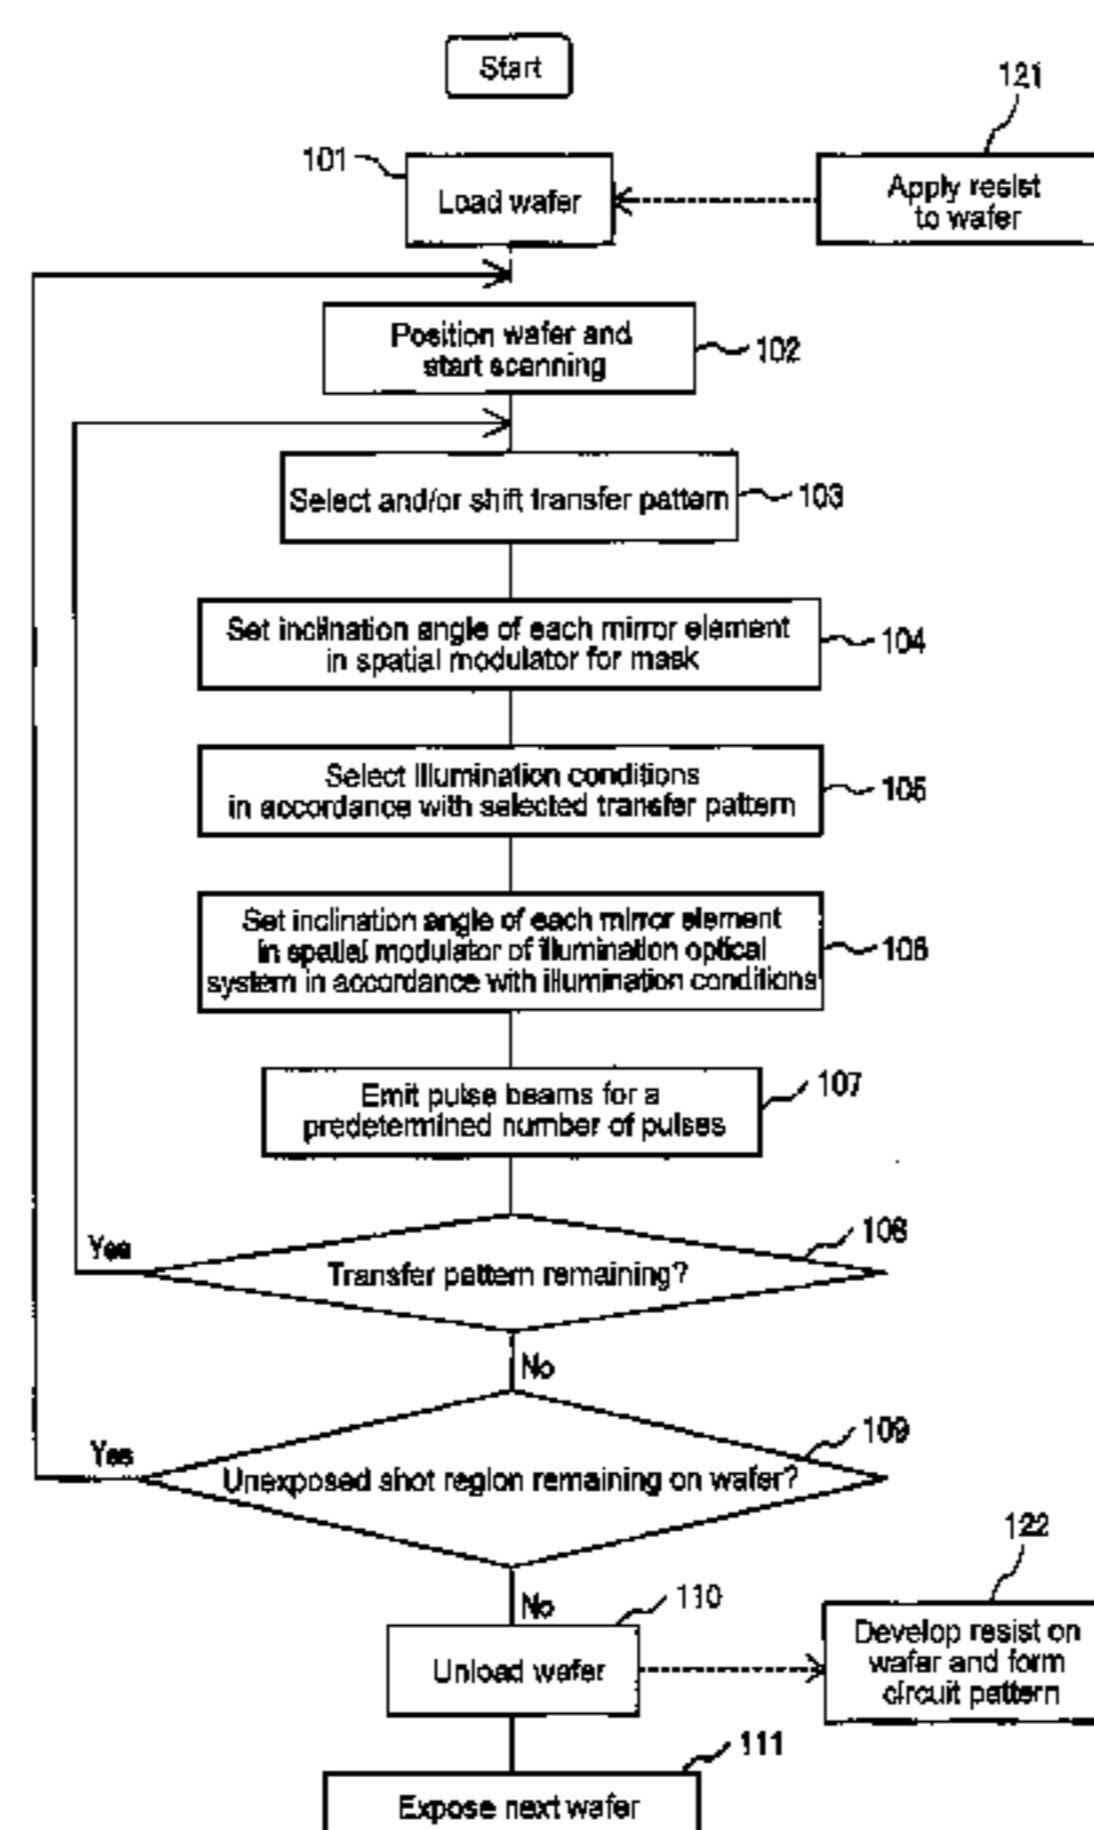 Start
121
101
Load wafer
Apply resist
to wafer
Position wafer and
start scanning
102
Select and/or shift transfer pattern
103
Set inclination angle of each mirror element
in spatial modulator for mask
104
Select illumination conditions
in accordance with selected transfer pattern
105
Set inclination angle of each mirror element
in spatial modulator of illumination optical
system in accordance with illumination conditions
106
Emit pulse beams for a
predetermined number of pulses
107
108
Yes
Transfer pattern remaining?
No
109
Yes
Unexposed shot region remaining on wafer?
122
No
110
Unload wafer
Develop resist on
wafer and form
circuit pattern
111
Expose next wafer